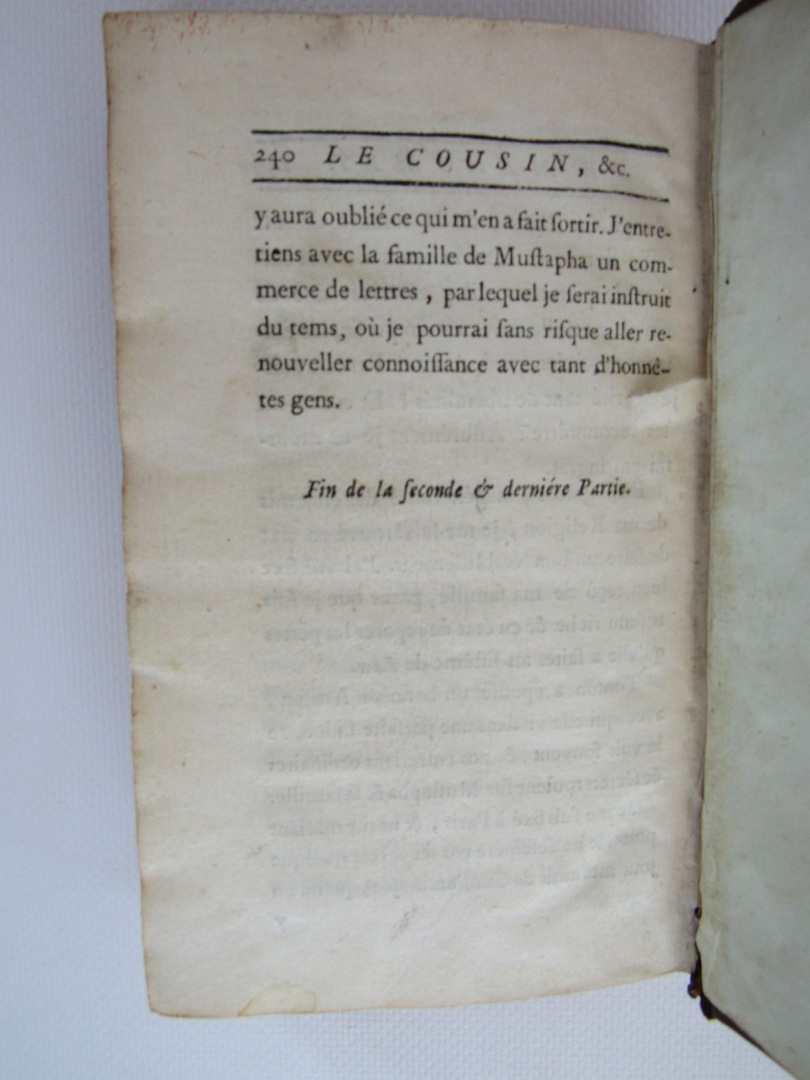 240 LE COUSIN, &c.
y aura oublié ce qui m'en a fait ſortir. J'entre-
tiens avec la famille de Muſtapha un com-
merce de lettres, par lequel je ſerai inſtruit
du tems, où je pourrai ſans riſque aller re-
nouveller connoiſſance avec tant d'honnê-
tes gens.
Fin de la ſeconde & derniére Partie.